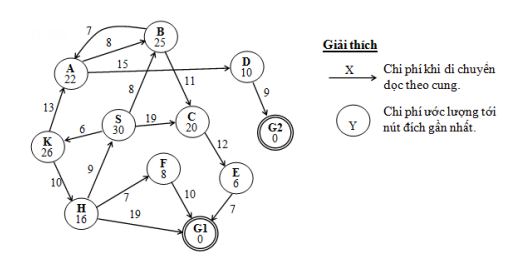 7
B
25
8
A
22
15
D
10
9
G2
0
8
11
13
S
30
19
C
20
6
K
26
12
9
F
8
E
6
10
7
10
7
H
16
19
G1
0
Giải thích
X
Chi phí khi di chuyển
dọc theo cung.
Y
Chi phí ước lượng tới
nút đích gần nhất.